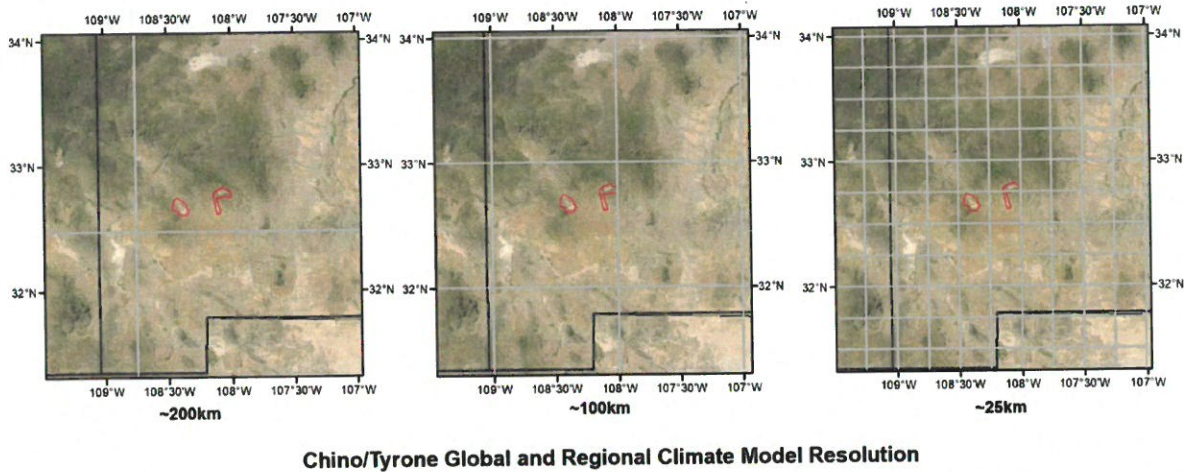 109°W 108°30'W 108°W 107°30'W 107°W
34°N 34°N
33°N 33°N
32°N 32°N
109°W 108°30'W 108°W 107°30'W 107°W
~200km
109°W 108°30'W 108°W 107°30'W 107°W
34°N 34°N
33°N 33°N
32°N 32°N
109°W 108°30'W 108°W 107°30'W 107°W
~100km
109°W 108°30'W 108°W 107°30'W 107°W
34°N 34°N
33°N 33°N
32°N 32°N
109°W 108°30'W 108°W 107°30'W 107°W
~25km
Chino/Tyrone Global and Regional Climate Model Resolution